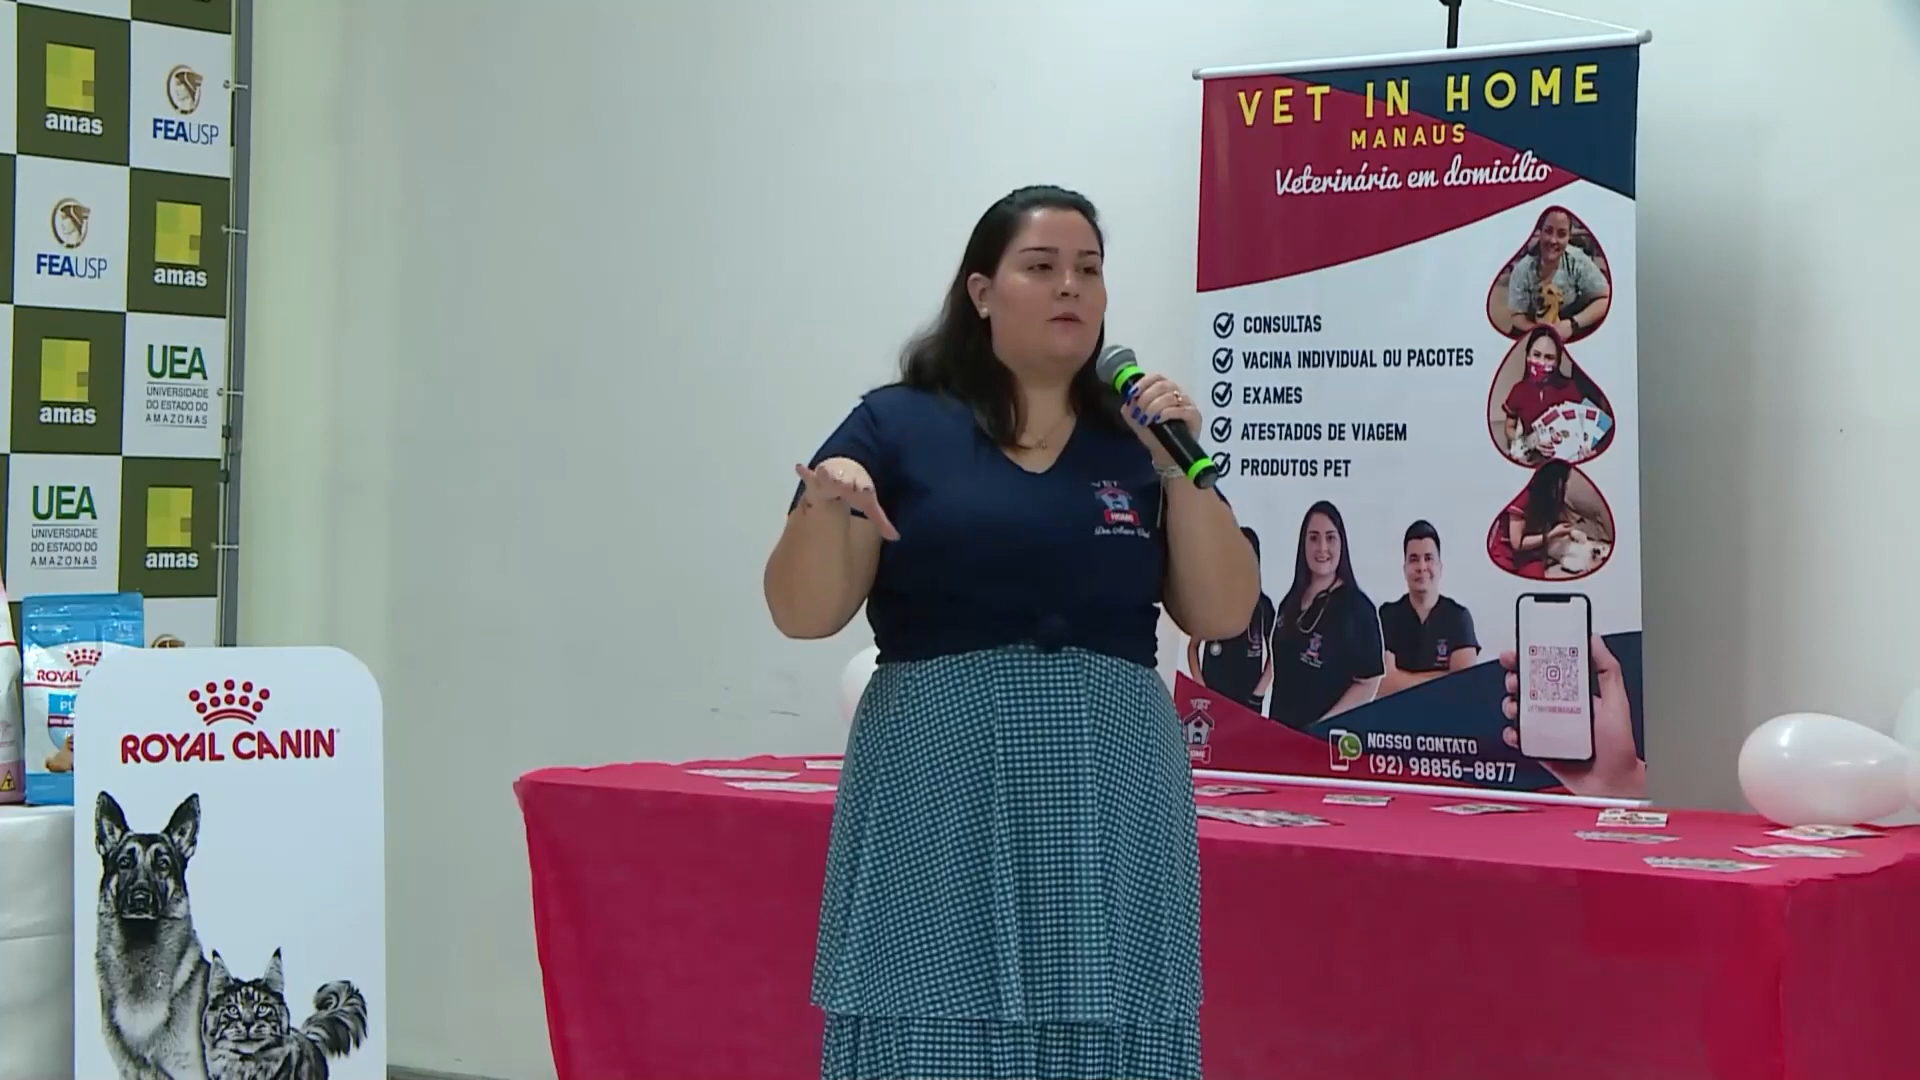 amas
FEAUSP
FEAUSP
amas
amas
UEA
UNIVERSIDADE
DO ESTADO DO
AMAZONAS
UEA
UNIVERSIDADE
DO ESTADO DO
AMAZONAS
amas
ROYAL CANIN
VET IN HOME
MANAUS
Veterinária em domicílio
CONSULTAS
VACINA INDIVIDUAL OU PACOTES
EXAMES
ATESTADOS DE VIAGEM
PRODUTOS PET
NOSSO CONTATO
(92) 98856-8877
VET
HOME